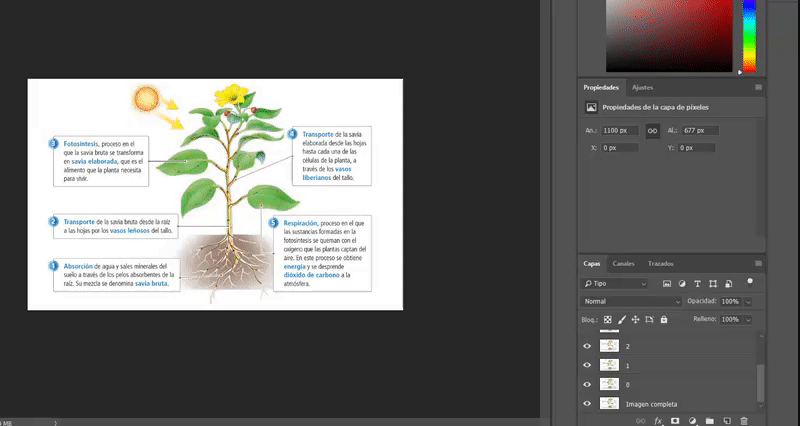 3 Fotosíntesis, proceso en el
que la savia bruta se transforma
en savia elaborada, que es el
alimento que la planta necesita
para vivir.
4 Transporte de la savia
elaborada desde las hojas
hasta cada una de las
células de la planta, a
través de los vasos
liberianos del tallo.
2 Transporte de la savia bruta desde la raíz
a las hojas por los vasos leñosos del tallo.
5 Respiración, proceso en el que
las sustancias formadas en la
fotosíntesis se queman con el
oxígeno que las plantas captan del
aire. En este proceso se obtiene
energía y se desprende
dióxido de carbono a la
atmósfera.
1 Absorción de agua y sales minerales del
suelo a través de los pelos absorbentes de la
raíz. Su mezcla se denomina savia bruta.
Propiedades Ajustes
Propiedades de la capa de píxeles
An.: 1100 px Al.: 677 px
X: 0 px Y: 0 px
Capas Canales Trazados
Tipo
Normal Opacidad: 100%
Bloq.: Relleno: 100%
2
1
0
Imagen completa
fx
MB